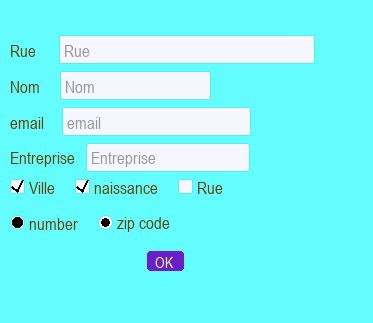 Rue Rue
Nom Nom
email email
Entreprise Entreprise
Ville naissance Rue
number zip code
OK